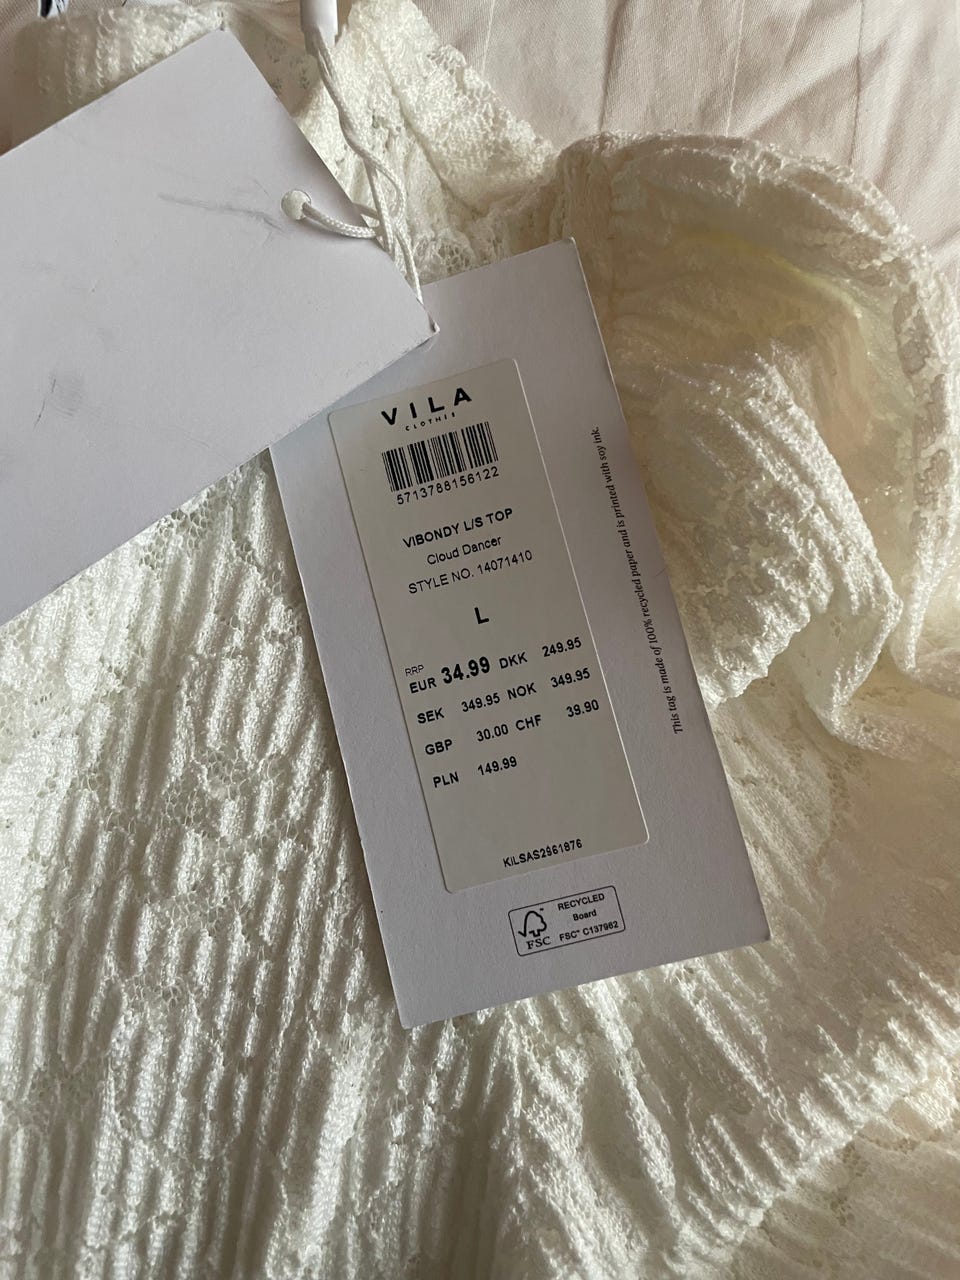 VILA
CLOTHES
5713788156122
VIBONDY L/S TOP
Cloud Dancer
STYLE NO. 14071410
L
RRP
EUR 34.99 DKK 249.95
SEK 349.95 NOK 349.95
GBP 30.00 CHF 39.90
PLN 149.99
KILSAS2961876
RECYCLED
Board
FSC™ C137962
FSC
This tag is made of 100% recycled paper and is printed with soy ink.